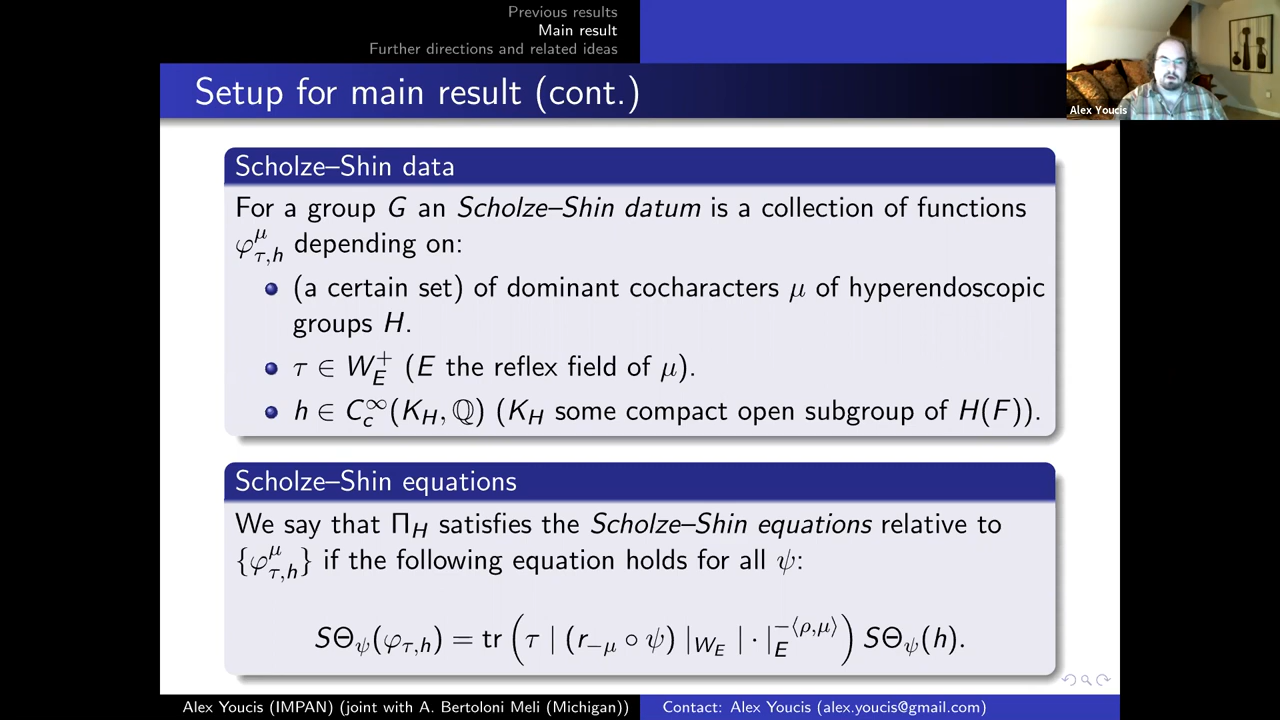 Previous results
Main result
Further directions and related ideas
Alex Youcis
Setup for main result (cont.)
Scholze–Shin data
For a group G an Scholze–Shin datum is a collection of functions
φ^μ_{τ,h} depending on:
(a certain set) of dominant cocharacters μ of hyperendoscopic
groups H.
τ ∈ W_E^+ (E the reflex field of μ).
h ∈ C_c^∞(K_H, ℚ) (K_H some compact open subgroup of H(F)).
Scholze–Shin equations
We say that Π_H satisfies the Scholze–Shin equations relative to
{φ^μ_{τ,h}} if the following equation holds for all ψ:
SΘ_ψ(φ_{τ,h}) = tr (τ | (r_{−μ} ∘ ψ) |_{W_E} | · |_E^{−⟨ρ,μ⟩}) SΘ_ψ(h).
Alex Youcis (IMPAN) (joint with A. Bertoloni Meli (Michigan)) Contact: Alex Youcis (alex.youcis@gmail.com)